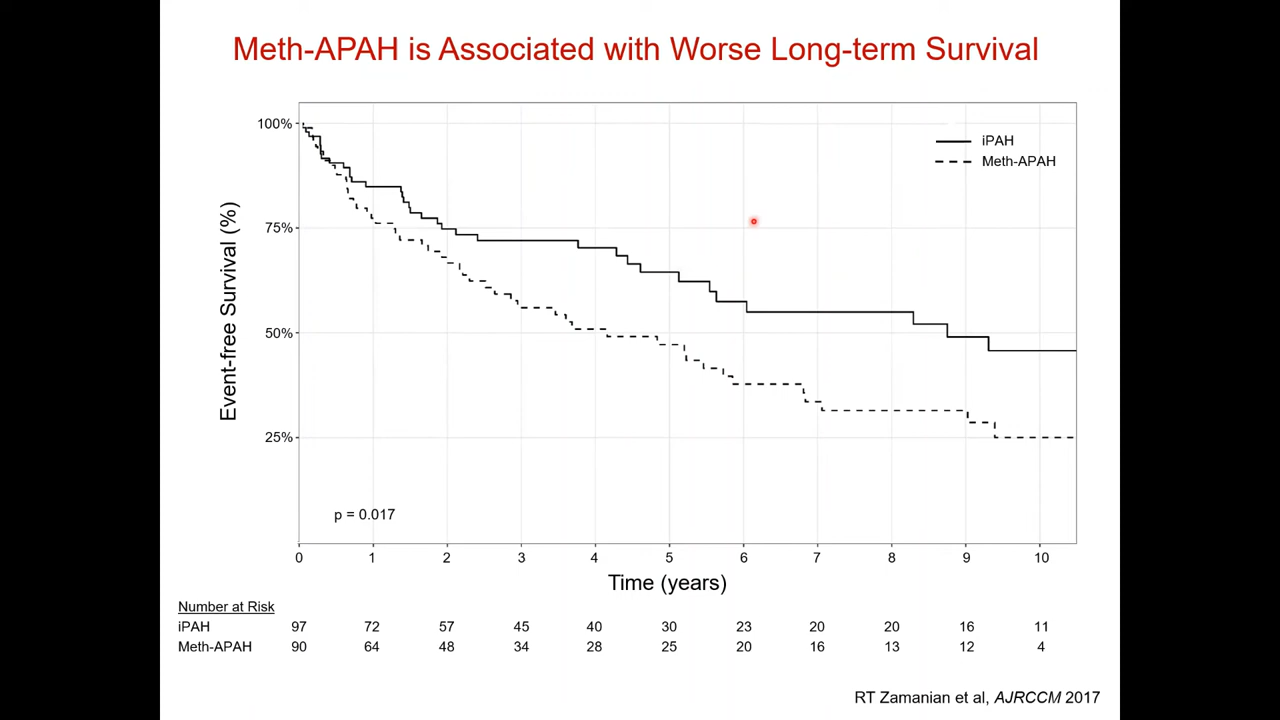 Meth-APAH is Associated with Worse Long-term Survival
100%
75%
50%
25%
Event-free Survival (%)
iPAH
Meth-APAH
p = 0.017
0 1 2 3 4 5 6 7 8 9 10
Time (years)
Number at Risk
iPAH 97 72 57 45 40 30 23 20 20 16 11
Meth-APAH 90 64 48 34 28 25 20 16 13 12 4
RT Zamanian et al, AJRCCM 2017